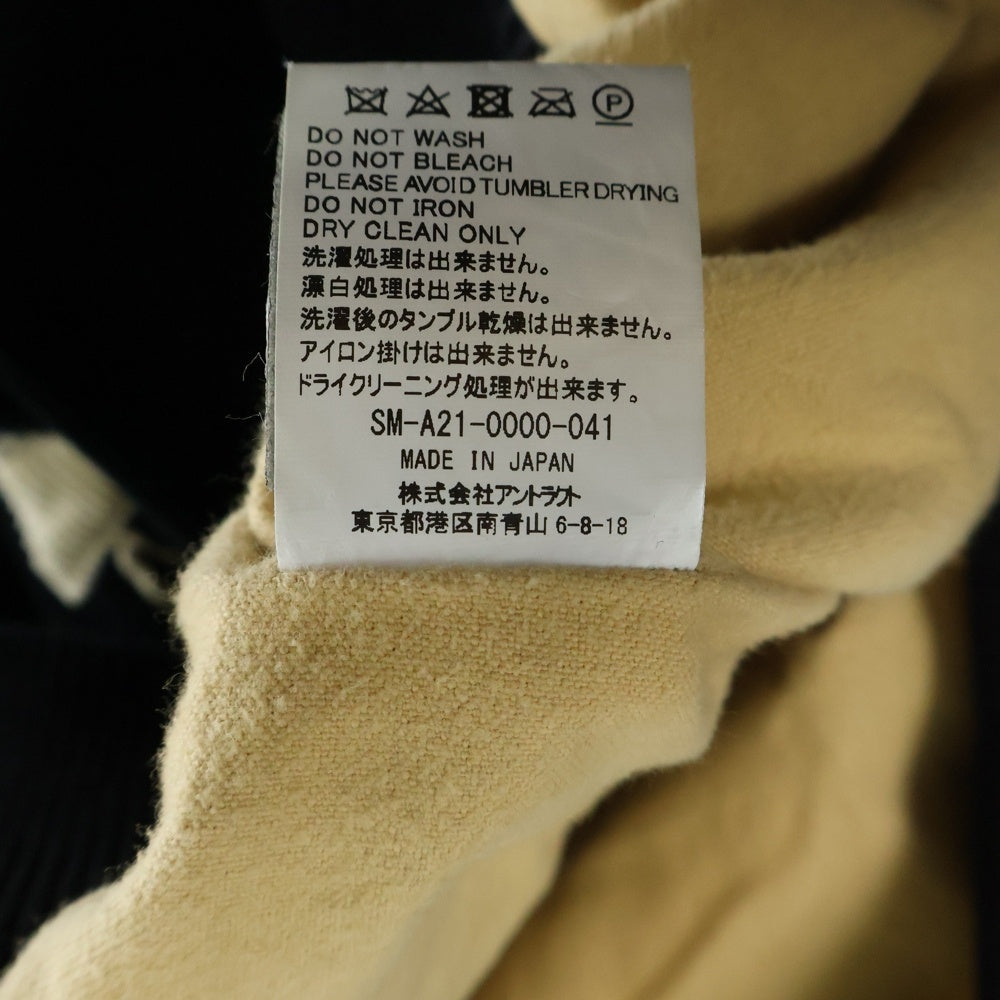 P
DO NOT WASH
DO NOT BLEACH
PLEASE AVOID TUMBLER DRYING
DO NOT IRON
DRY CLEAN ONLY
洗濯処理は出来ません。
漂白処理は出来ません。
洗濯後のタンブル乾燥は出来ません。
アイロン掛けは出来ません。
ドライクリーニング処理が出来ます。
SM-A21-0000-041
MADE IN JAPAN
株式会社アントラクト
東京都港区南青山 6-8-18